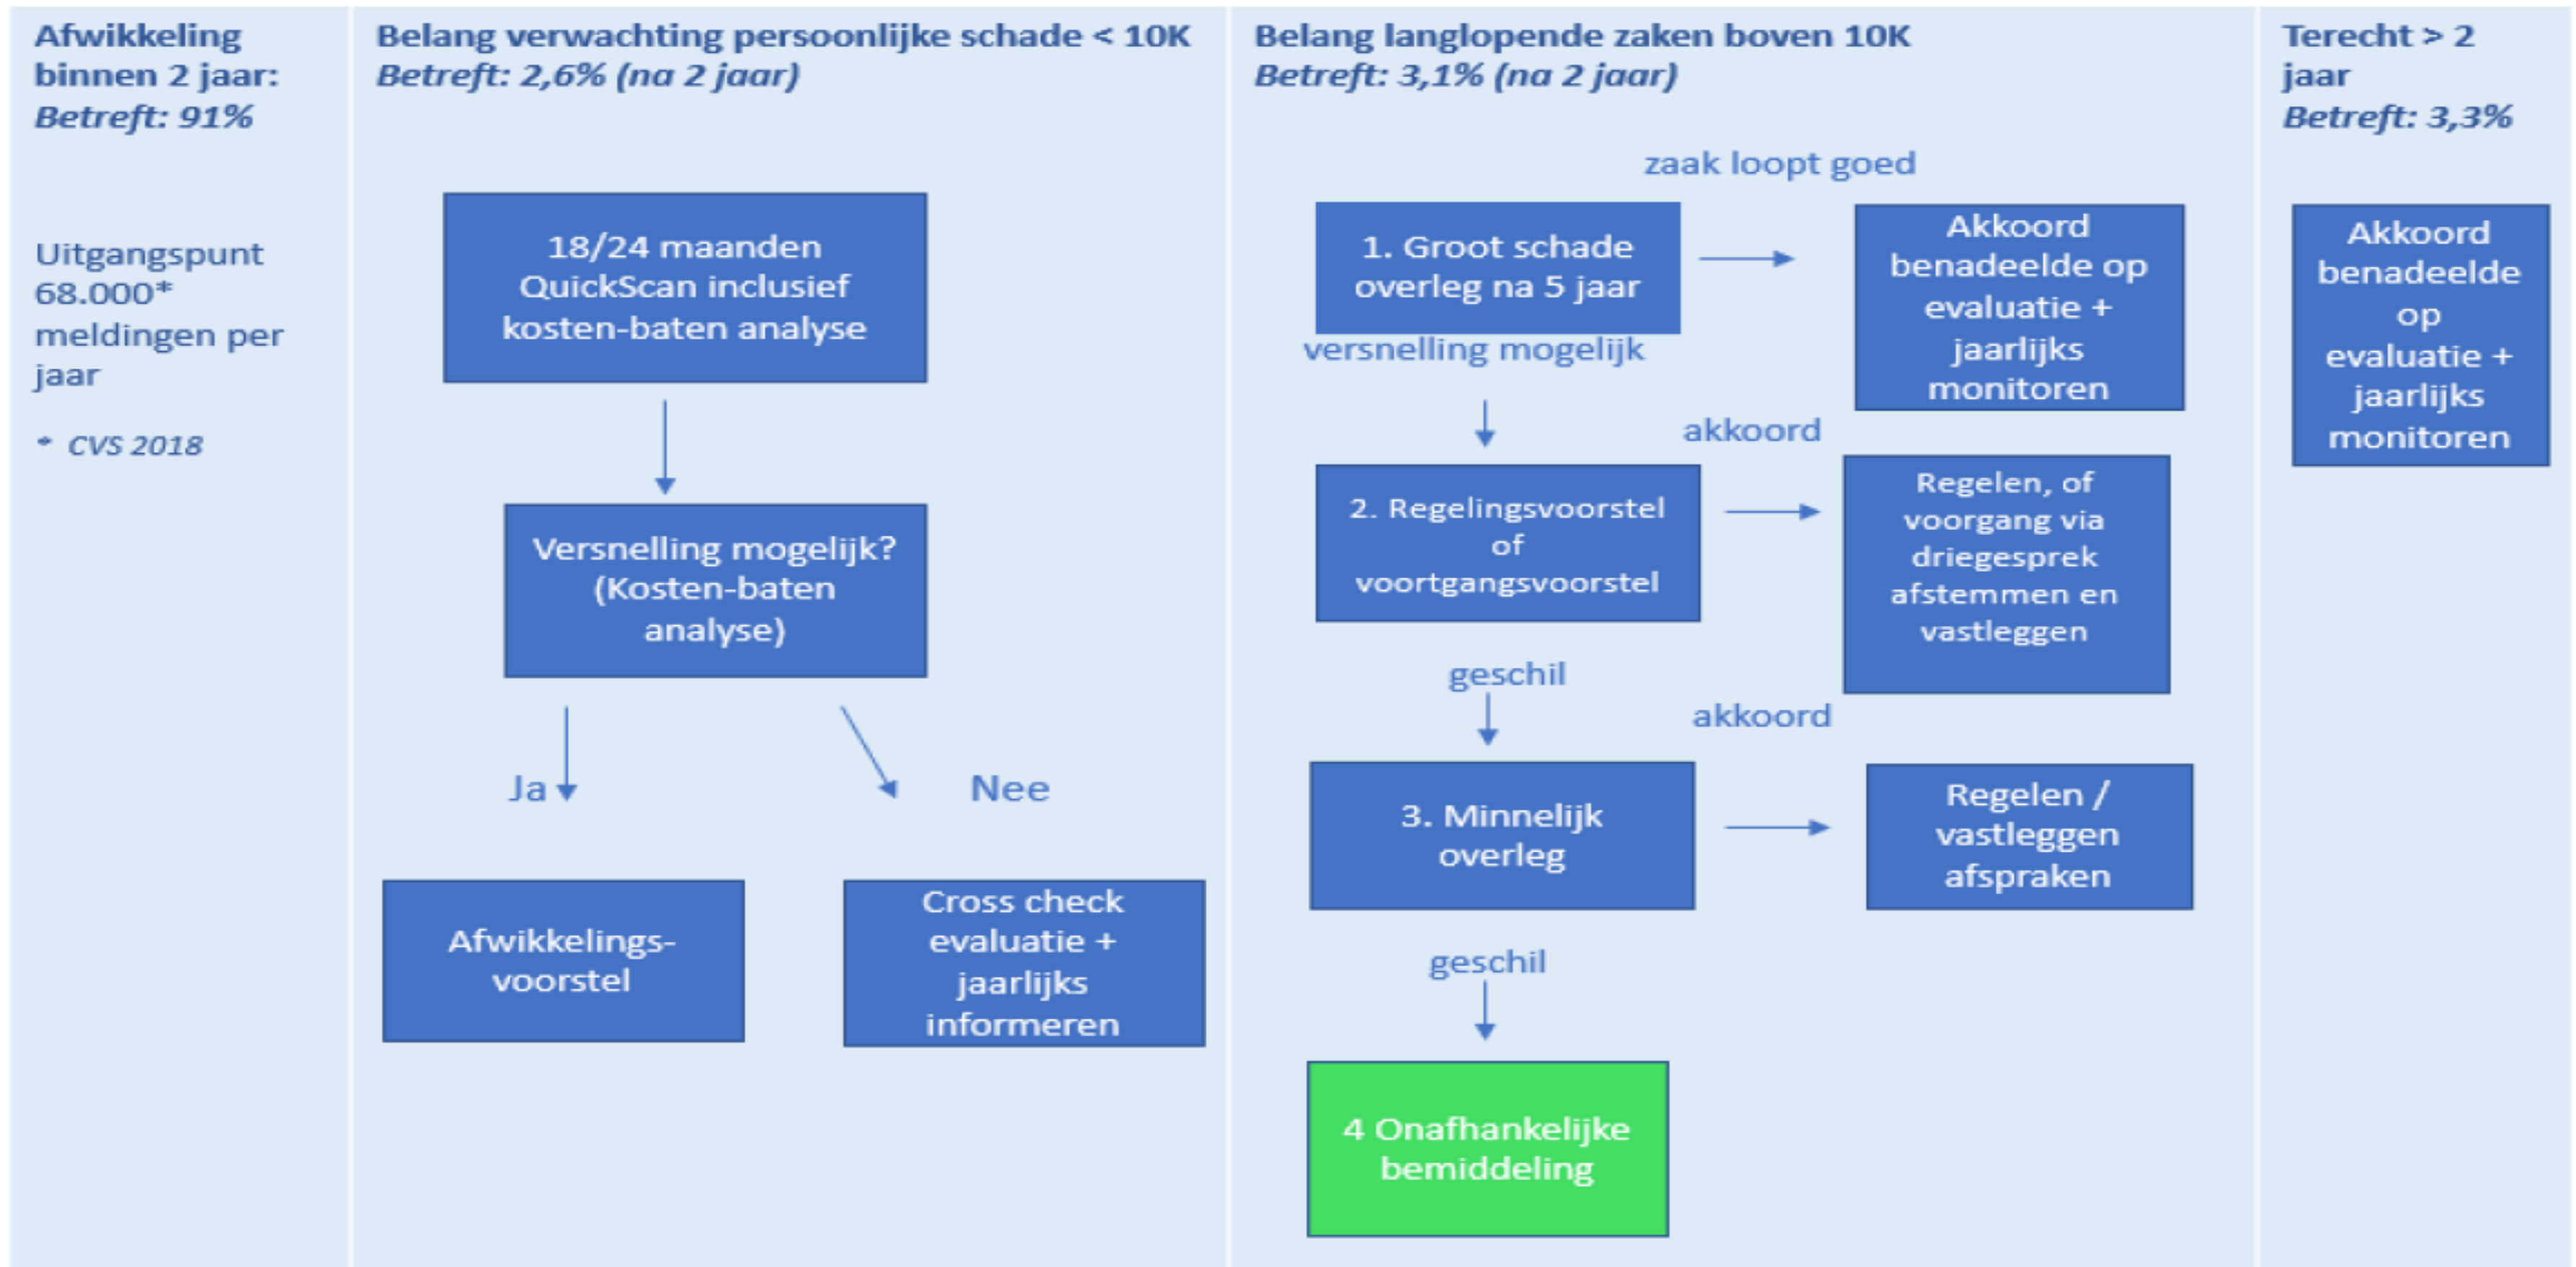 Afwikkeling
binnen 2 jaar:
Betreft: 91%
Uitgangspunt
68.000*
meldingen per
jaar
* CVS 2018
Belang verwachting persoonlijke schade < 10K
Betreft: 2,6% (na 2 jaar)
18/24 maanden
QuickScan inclusief
kosten-baten analyse
Versnelling mogelijk?
(Kosten-baten
analyse)
Ja
Nee
Afwikkelings-
voorstel
Cross check
evaluatie +
jaarlijks
informeren
Belang langlopende zaken boven 10K
Betreft: 3,1% (na 2 jaar)
zaak loopt goed
1. Groot schade
overleg na 5 jaar
Akkoord
benadeelde op
evaluatie +
jaarlijks
monitoren
versnelling mogelijk
akkoord
2. Regelingsvoorstel
of
voortgangsvoorstel
Regelen, of
voorgang via
driegesprek
afstemmen en
vastleggen
geschil
akkoord
3. Minnelijk
overleg
Regelen /
vastleggen
afspraken
geschil
4 Onafhankelijke
bemiddeling
Terecht > 2
jaar
Betreft: 3,3%
Akkoord
benadeelde
op
evaluatie +
jaarlijks
monitoren